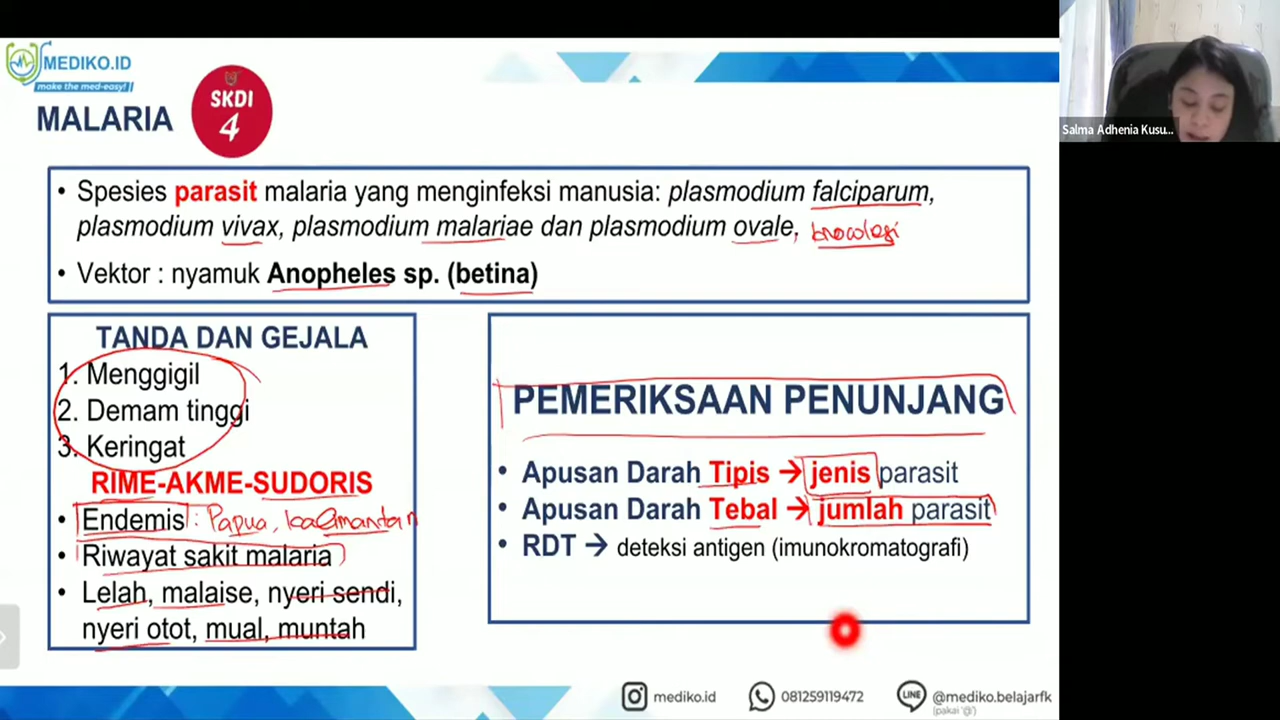 MEDIKO.ID
make the med-easy!
MALARIA
SKDI
4
Salma Adhenia Kusu...
• Spesies parasit malaria yang menginfeksi manusia: plasmodium falciparum,
plasmodium vivax, plasmodium malariae dan plasmodium ovale,
• Vektor : nyamuk Anopheles sp. (betina)
TANDA DAN GEJALA
1. Menggigil
2. Demam tinggi
3. Keringat
RIME-AKME-SUDORIS
• Endemis : Papua, Kalimantan
• Riwayat sakit malaria
• Lelah, malaise, nyeri sendi,
nyeri otot, mual, muntah
PEMERIKSAAN PENUNJANG
• Apusan Darah Tipis → jenis parasit
• Apusan Darah Tebal → jumlah parasit
• RDT → deteksi antigen (imunokromatografi)
mediko.id
081259119472
LINE
@mediko.belajarfk
(pakai '@')